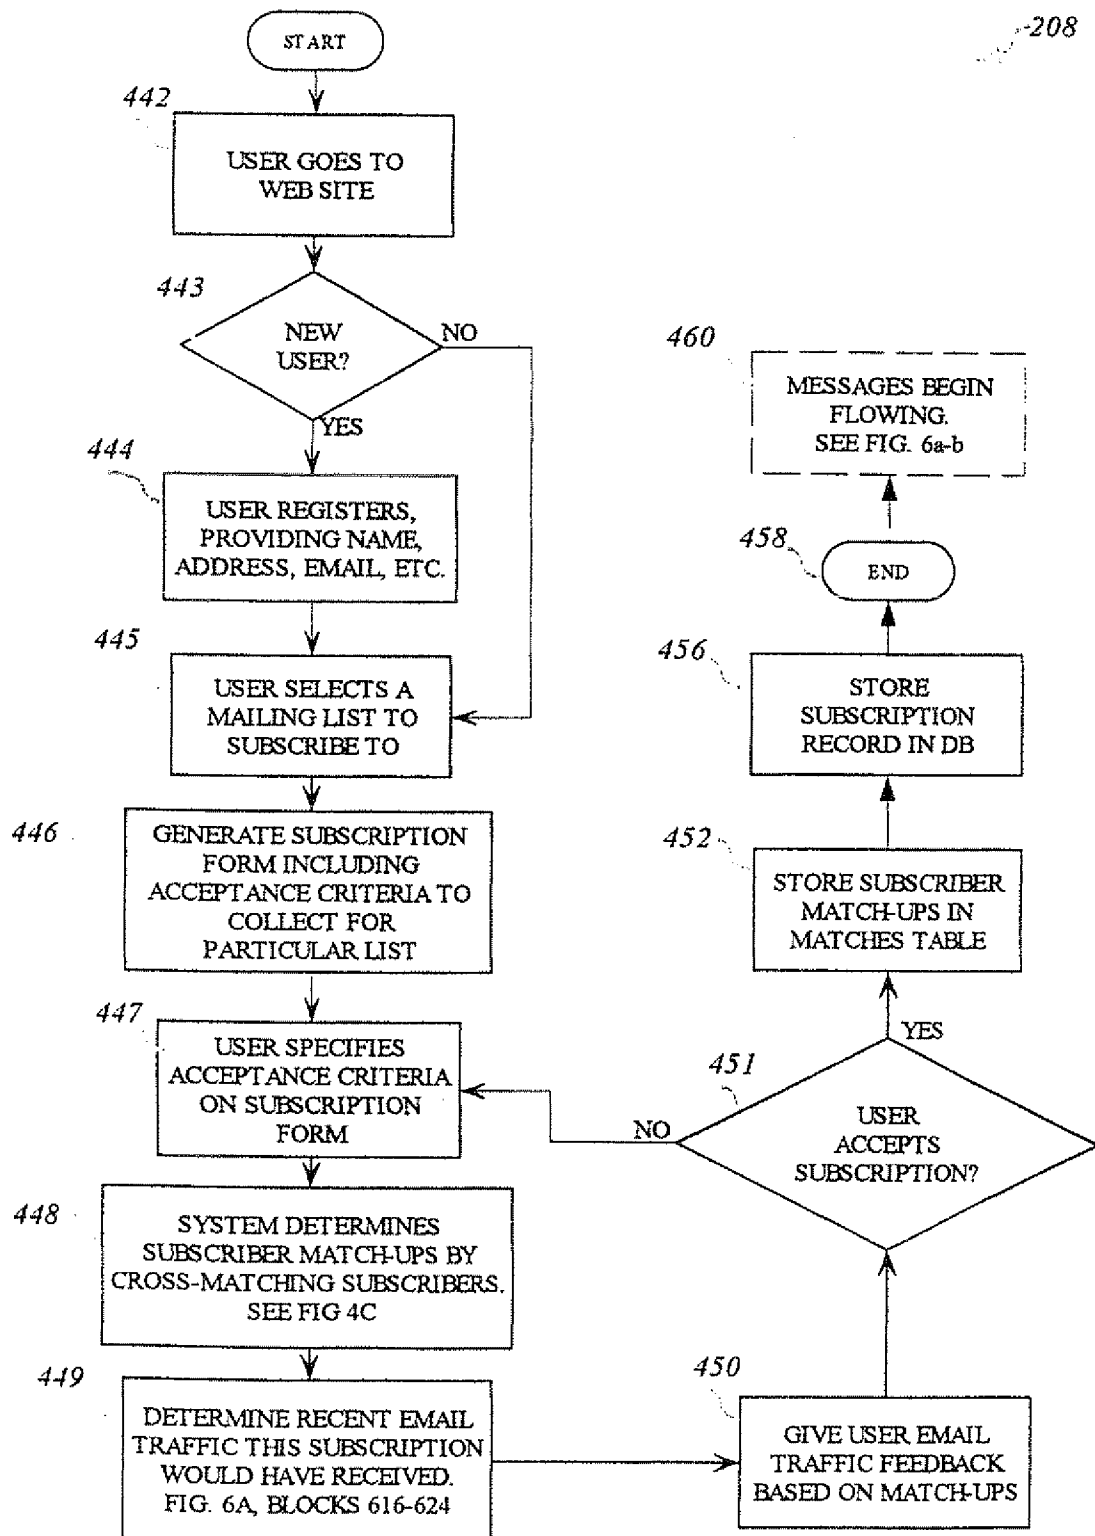 208
START
442
USER GOES TO
WEB SITE
443
NEW
USER?
NO
YES
444
USER REGISTERS,
PROVIDING NAME,
ADDRESS, EMAIL, ETC.
445
USER SELECTS A
MAILING LIST TO
SUBSCRIBE TO
446
GENERATE SUBSCRIPTION
FORM INCLUDING
ACCEPTANCE CRITERIA TO
COLLECT FOR
PARTICULAR LIST
447
USER SPECIFIES
ACCEPTANCE CRITERIA
ON SUBSCRIPTION
FORM
448
SYSTEM DETERMINES
SUBSCRIBER MATCH-UPS BY
CROSS-MATCHING SUBSCRIBERS.
SEE FIG 4C
449
DETERMINE RECENT EMAIL
TRAFFIC THIS SUBSCRIPTION
WOULD HAVE RECEIVED.
FIG. 6A, BLOCKS 616-624
450
GIVE USER EMAIL
TRAFFIC FEEDBACK
BASED ON MATCH-UPS
451
USER
ACCEPTS
SUBSCRIPTION?
NO
YES
452
STORE SUBSCRIBER
MATCH-UPS IN
MATCHES TABLE
456
STORE
SUBSCRIPTION
RECORD IN DB
458
END
460
MESSAGES BEGIN
FLOWING.
SEE FIG. 6a-b